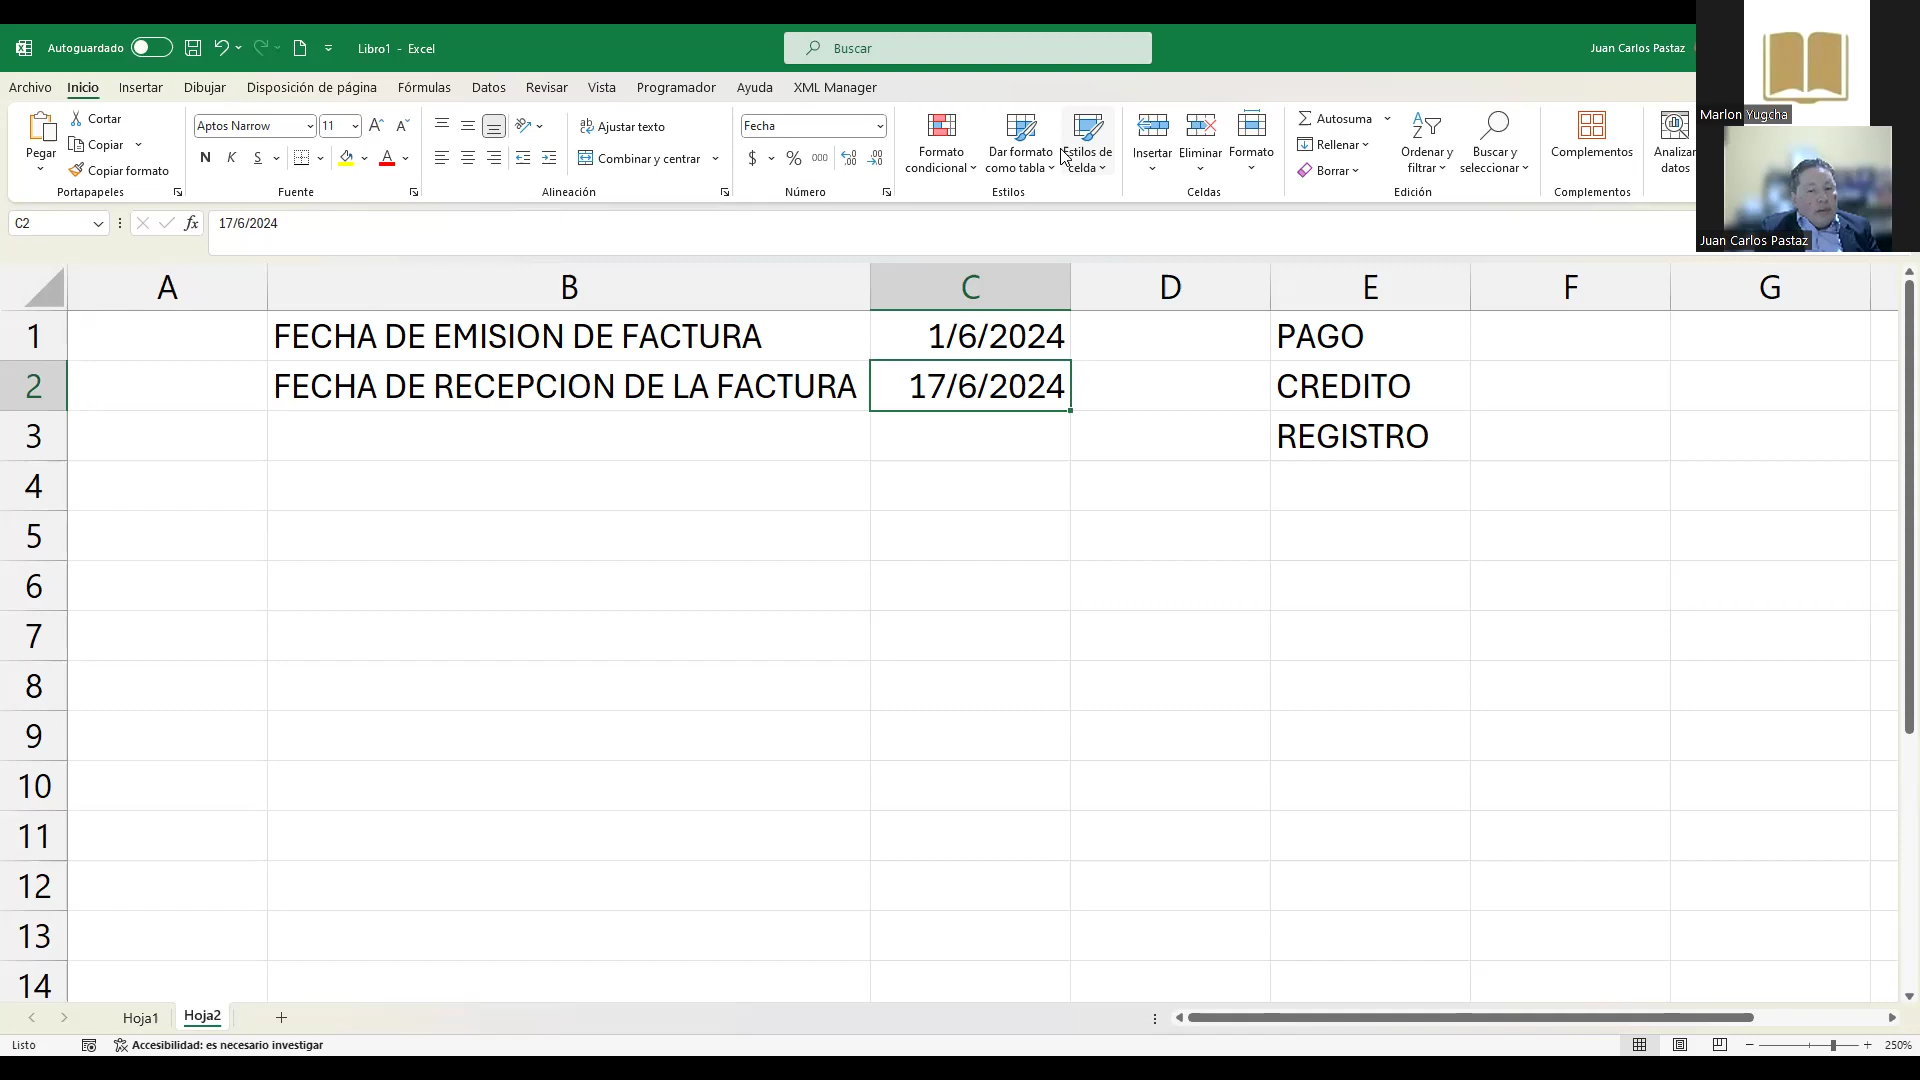 Autoguardado
Libro1 - Excel
Buscar
Juan Carlos Pastaz
Archivo Inicio Insertar Dibujar Disposición de página Fórmulas Datos Revisar Vista Programador Ayuda XML Manager
Pegar
Cortar
Copiar
Copiar formato
Portapapeles
Aptos Narrow 11
N K S
Fuente
Ajustar texto
Combinar y centrar
Alineación
Fecha
$ % 000
Número
Formato condicional
Dar formato como tabla
Estilos de celda
Estilos
Insertar Eliminar Formato
Celdas
Autosuma
Rellenar
Borrar
Ordenar y filtrar
Buscar y seleccionar
Edición
Complementos
Complementos
Analizar datos
Marlon Yugcha
Juan Carlos Pastaz
C2
fx
17/6/2024
A B C D E F G
1 FECHA DE EMISION DE FACTURA 1/6/2024 PAGO
2 FECHA DE RECEPCION DE LA FACTURA 17/6/2024 CREDITO
3 REGISTRO
4
5
6
7
8
9
10
11
12
13
14
Hoja1 Hoja2
Listo
Accesibilidad: es necesario investigar
250%